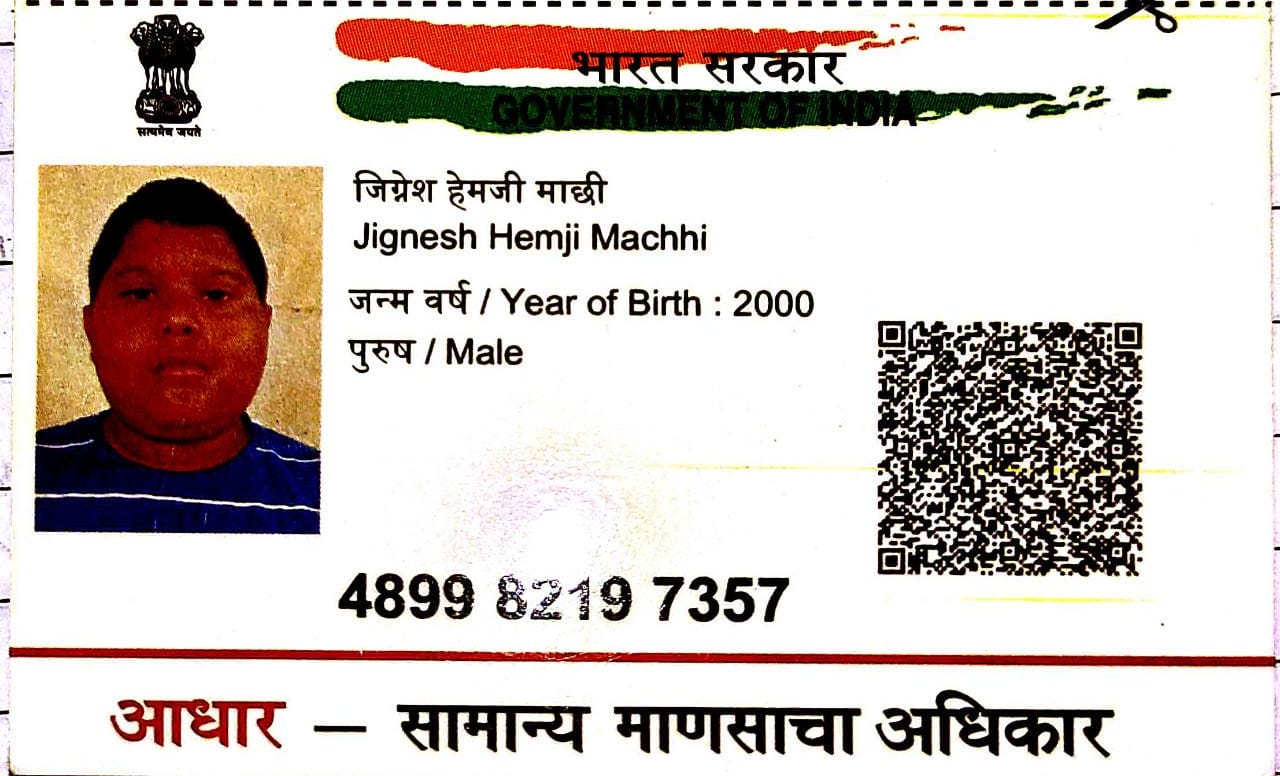 सत्यमेव जयते
भारत सरकार
GOVERNMENT OF INDIA
जिग्नेश हेमजी माछी
Jignesh Hemji Machhi
जन्म वर्ष / Year of Birth : 2000
पुरुष / Male
4899 8219 7357
आधार — सामान्य माणसाचा अधिकार